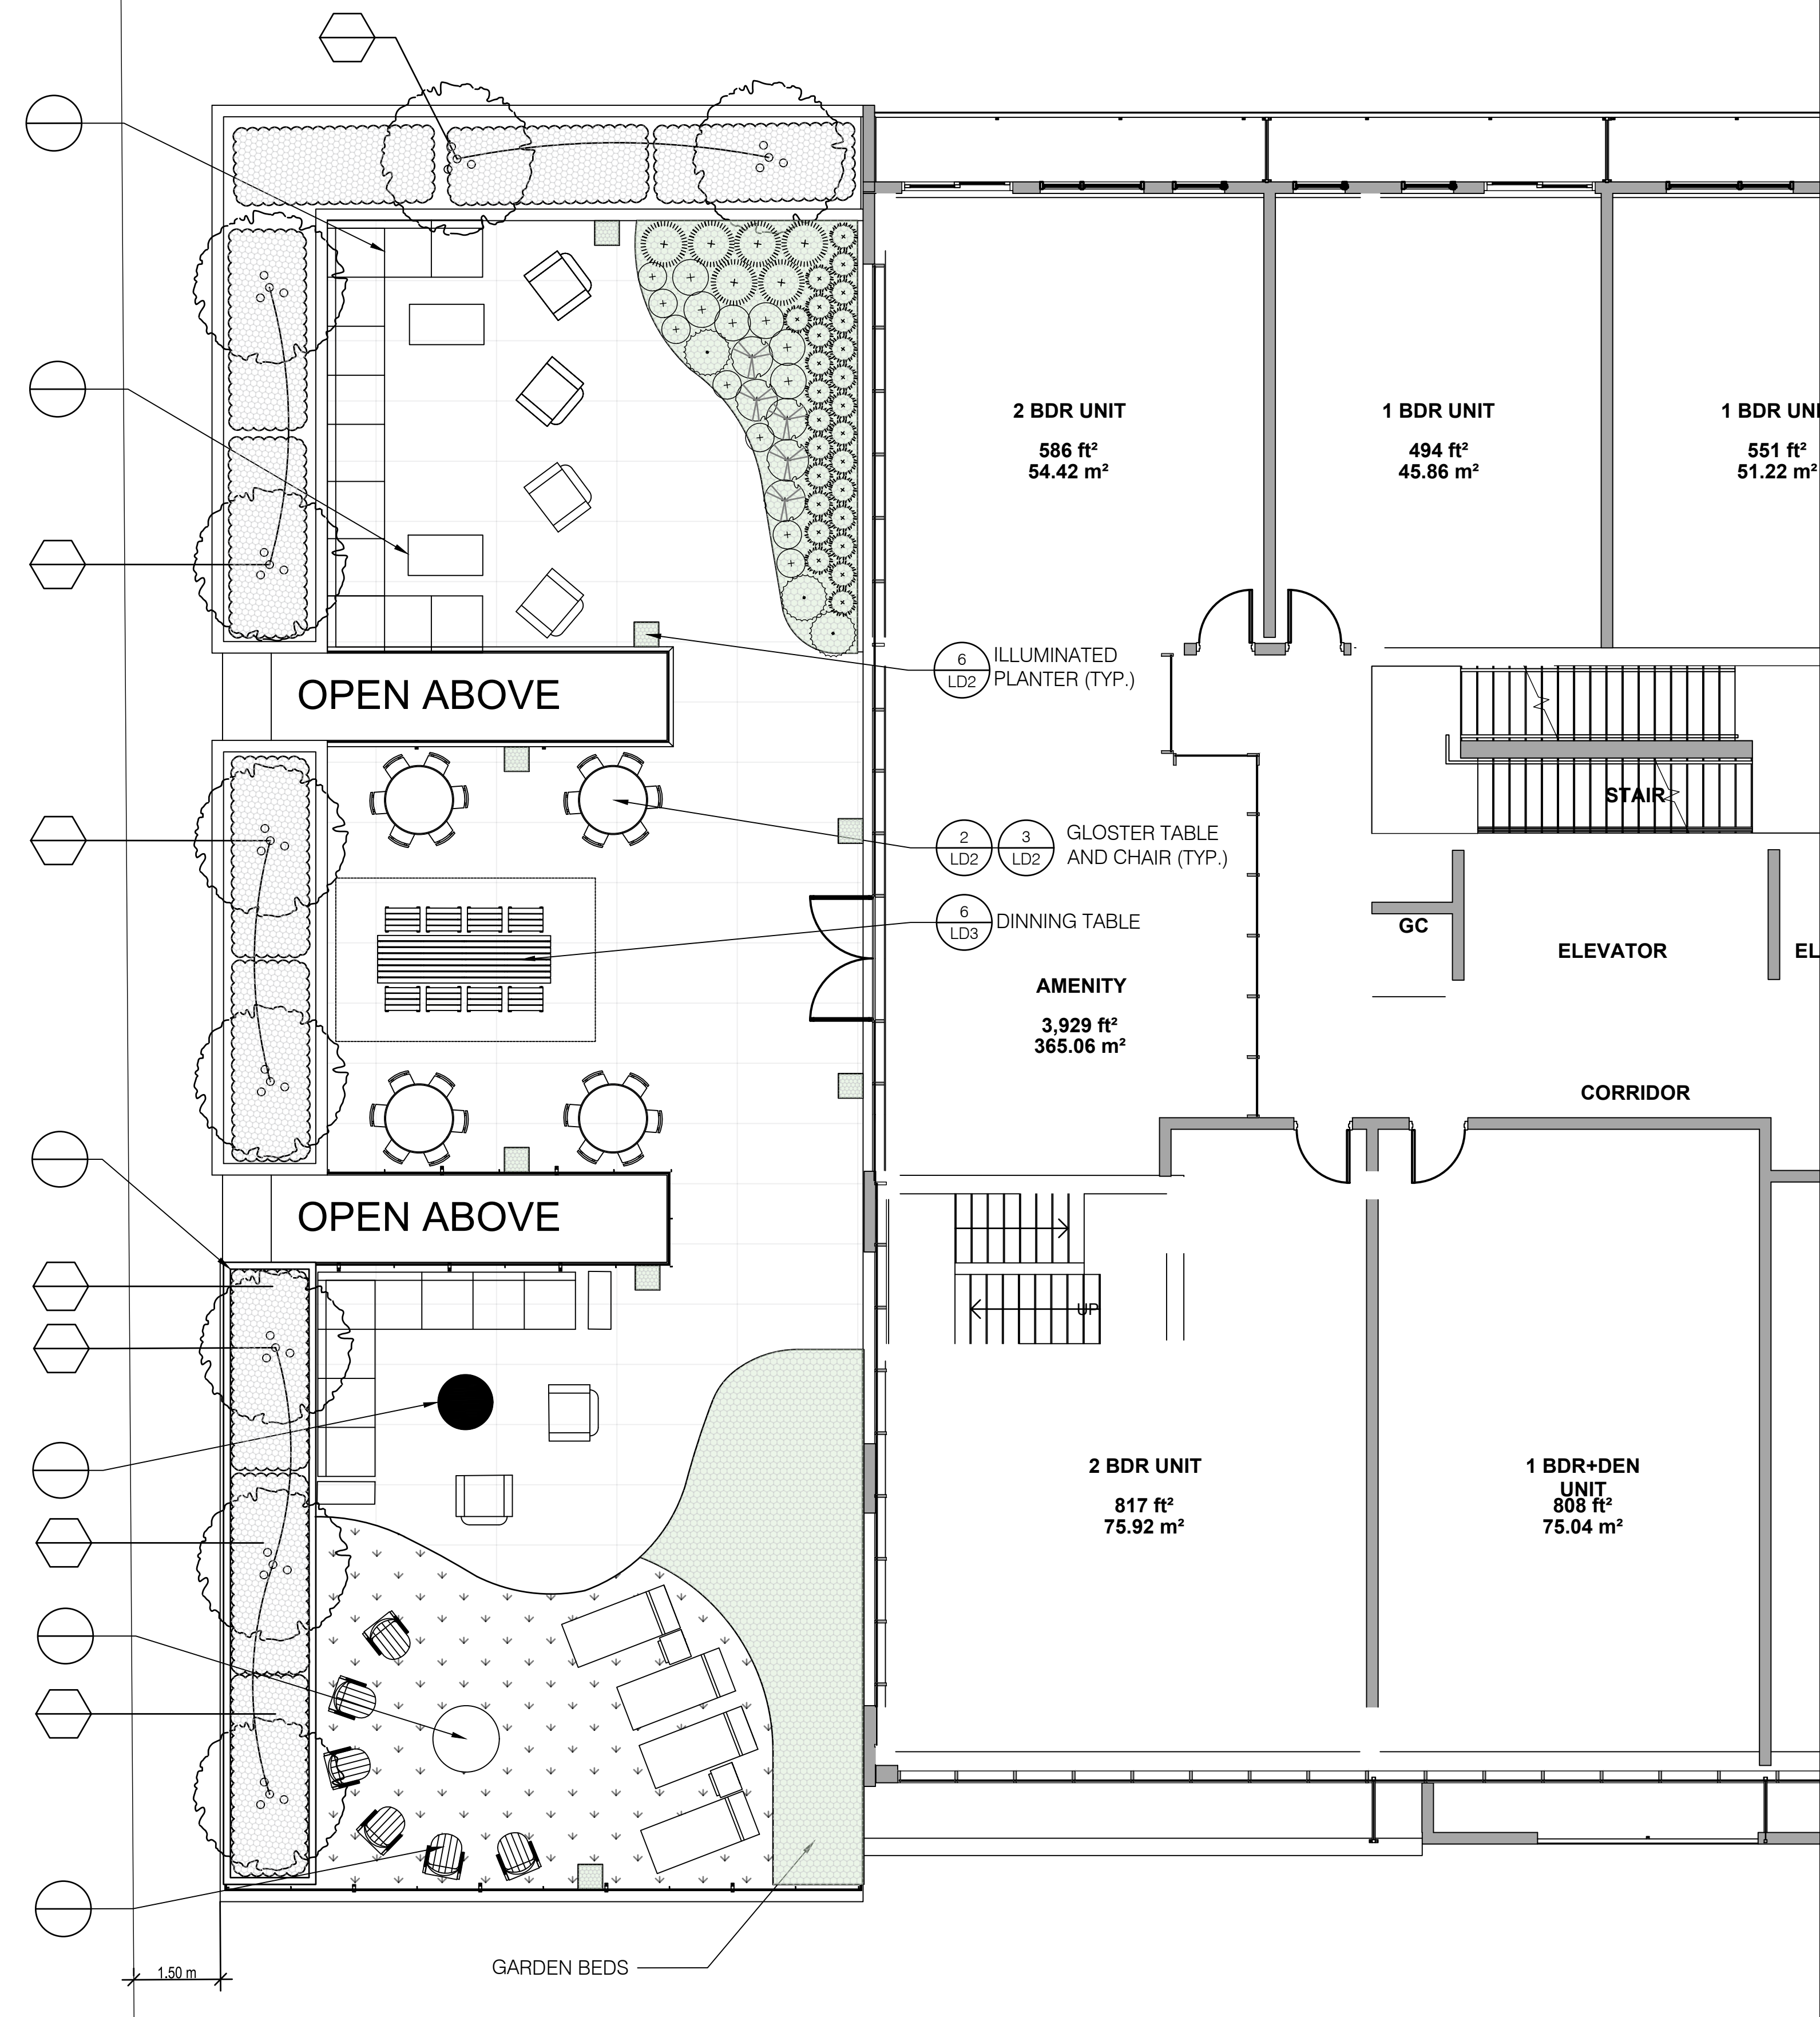 2 BDR UNIT
586 ft²
54.42 m²
1 BDR UNIT
494 ft²
45.86 m²
1 BDR UNI
551 ft²
51.22 m²
6
LD2
ILLUMINATED
PLANTER (TYP.)
OPEN ABOVE
STAIR
2
LD2
3
LD2
GLOSTER TABLE
AND CHAIR (TYP.)
6
LD3
DINNING TABLE
GC
ELEVATOR
EL
AMENITY
3,929 ft²
365.06 m²
CORRIDOR
OPEN ABOVE
UP
2 BDR UNIT
817 ft²
75.92 m²
1 BDR+DEN
UNIT
808 ft²
75.04 m²
GARDEN BEDS
1.50 m